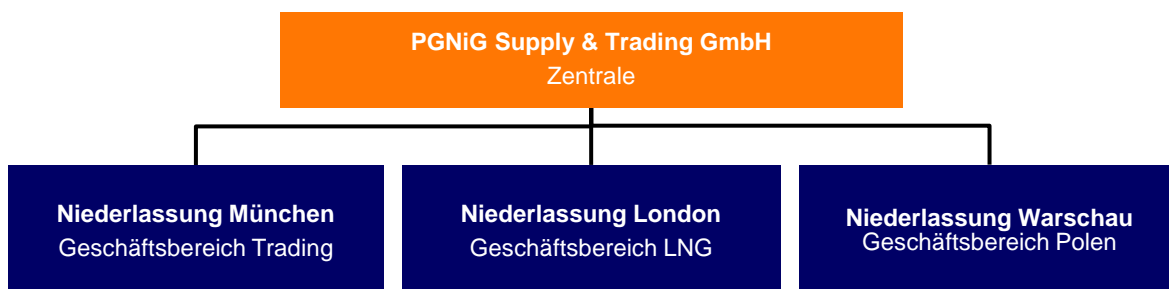 PGNiG Supply & Trading GmbH
Zentrale
Niederlassung München
Geschäftsbereich Trading
Niederlassung London
Geschäftsbereich LNG
Niederlassung Warschau
Geschäftsbereich Polen